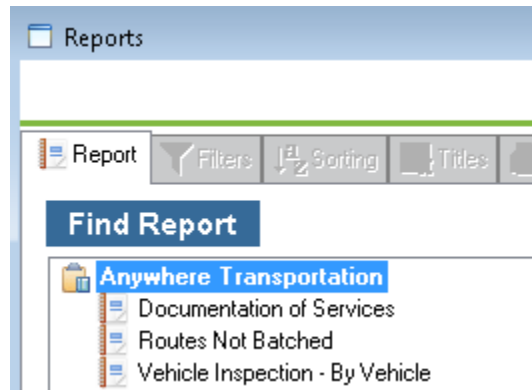 Reports
Report Filters Sorting Titles
Find Report
Anywhere Transportation
Documentation of Services
Routes Not Batched
Vehicle Inspection - By Vehicle